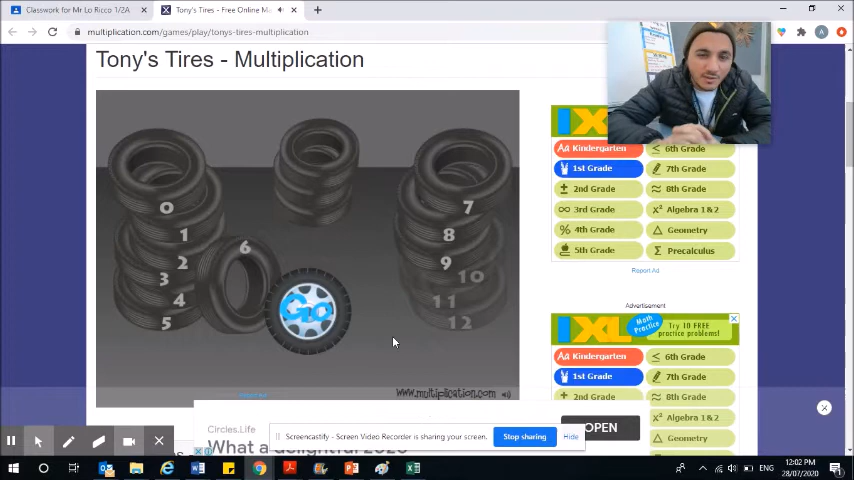 Classwork for Mr Lo Ricco 1/2A
Tony's Tires - Free Online M
multiplication.com/games/play/tonys-tires-multiplication
A
Tony's Tires - Multiplication
0
1
2
3
4
5
6
7
8
9
10
11
12
Go
www.multiplication.com
IX
Aa Kindergarten
6th Grade
1st Grade
7th Grade
2nd Grade
8th Grade
3rd Grade
Algebra 1 & 2
4th Grade
Geometry
5th Grade
Precalculus
Report Ad
Advertisement
IXL
Math Practice
Try 10 FREE practice problems!
Aa Kindergarten
6th Grade
1st Grade
7th Grade
2nd Grade
8th Grade
Algebra 1 & 2
Geometry
Circles.Life
What a delightful 2020
OPEN
Screencastify - Screen Video Recorder is sharing your screen.
Stop sharing
Hide
ENG
12:02 PM
28/07/2020